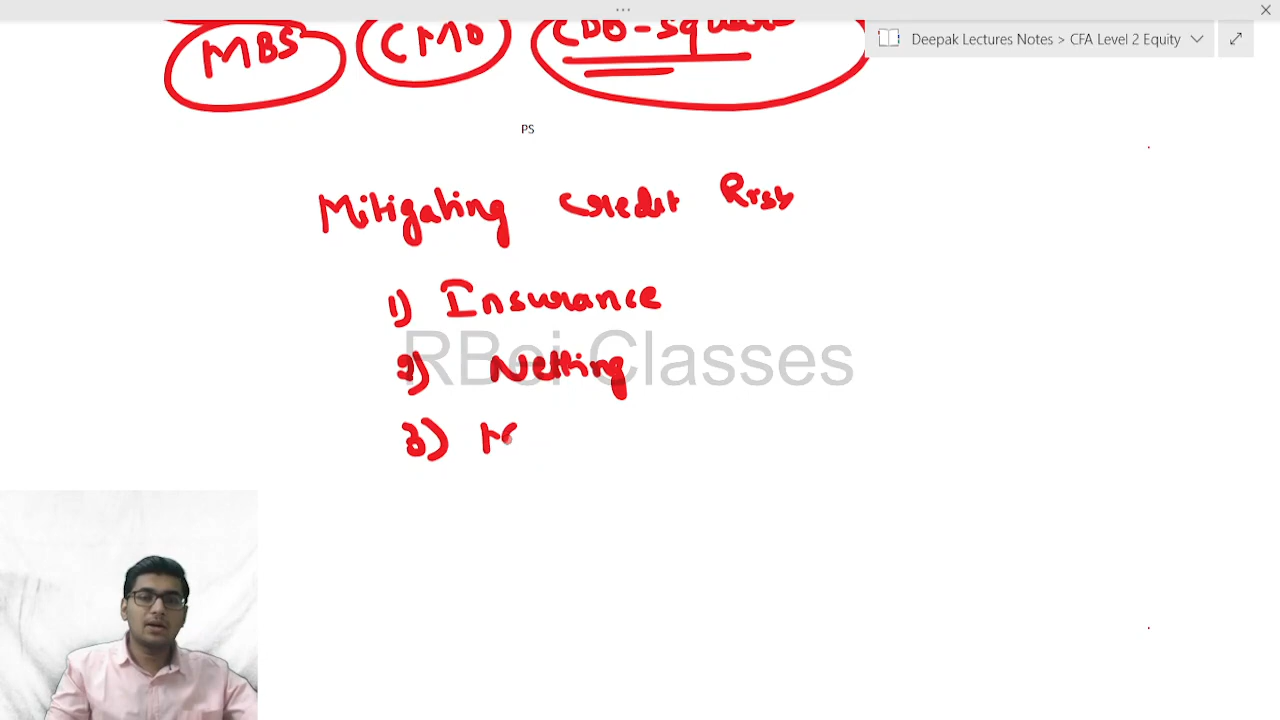 MBS CMO CDO-Square
Deepak Lectures Notes > CFA Level 2 Equity
PS
Mitigating Credit Risk
1) Insurance
RBei Classes
2) Netting
3) M